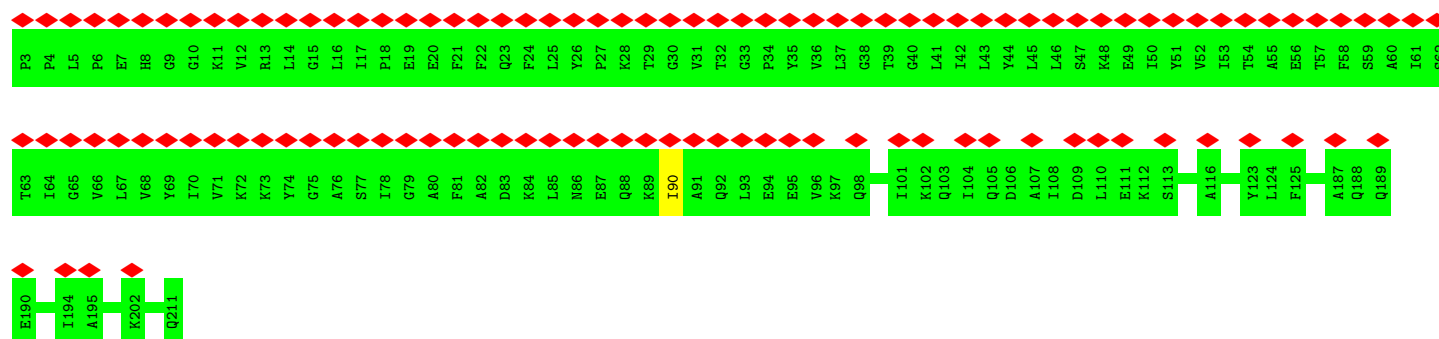 P3 P4 L5 P6 E7 H8 G9 G10 K11 V12 R13 L14 G15 L16 I17 P18 E19 E20 F21 F22 Q23 F24 L25 Y26 P27 K28 T29 G30 V31 T32 G33 P34 Y35 V36 L37 G38 T39 G40 L41 I42 L43 Y44 L45 L46 S47 K48 E49 I50 Y51 V52 I53 T54 A55 E56 T57 F58 S59 A60 I61 S62
T63 I64 G65 V66 L67 V68 Y69 I70 V71 K72 K73 Y74 G75 A76 S77 I78 G79 A80 F81 A82 D83 K84 L85 N86 E87 Q88 K89 I90 A91 Q92 L93 E94 E95 V96 K97 Q98 I101 K102 Q103 I104 Q105 D106 A107 I108 D109 L110 E111 K112 S113 A116 Y123 L124 F125 A187 Q188 Q189
E190 I194 A195 K202 Q211